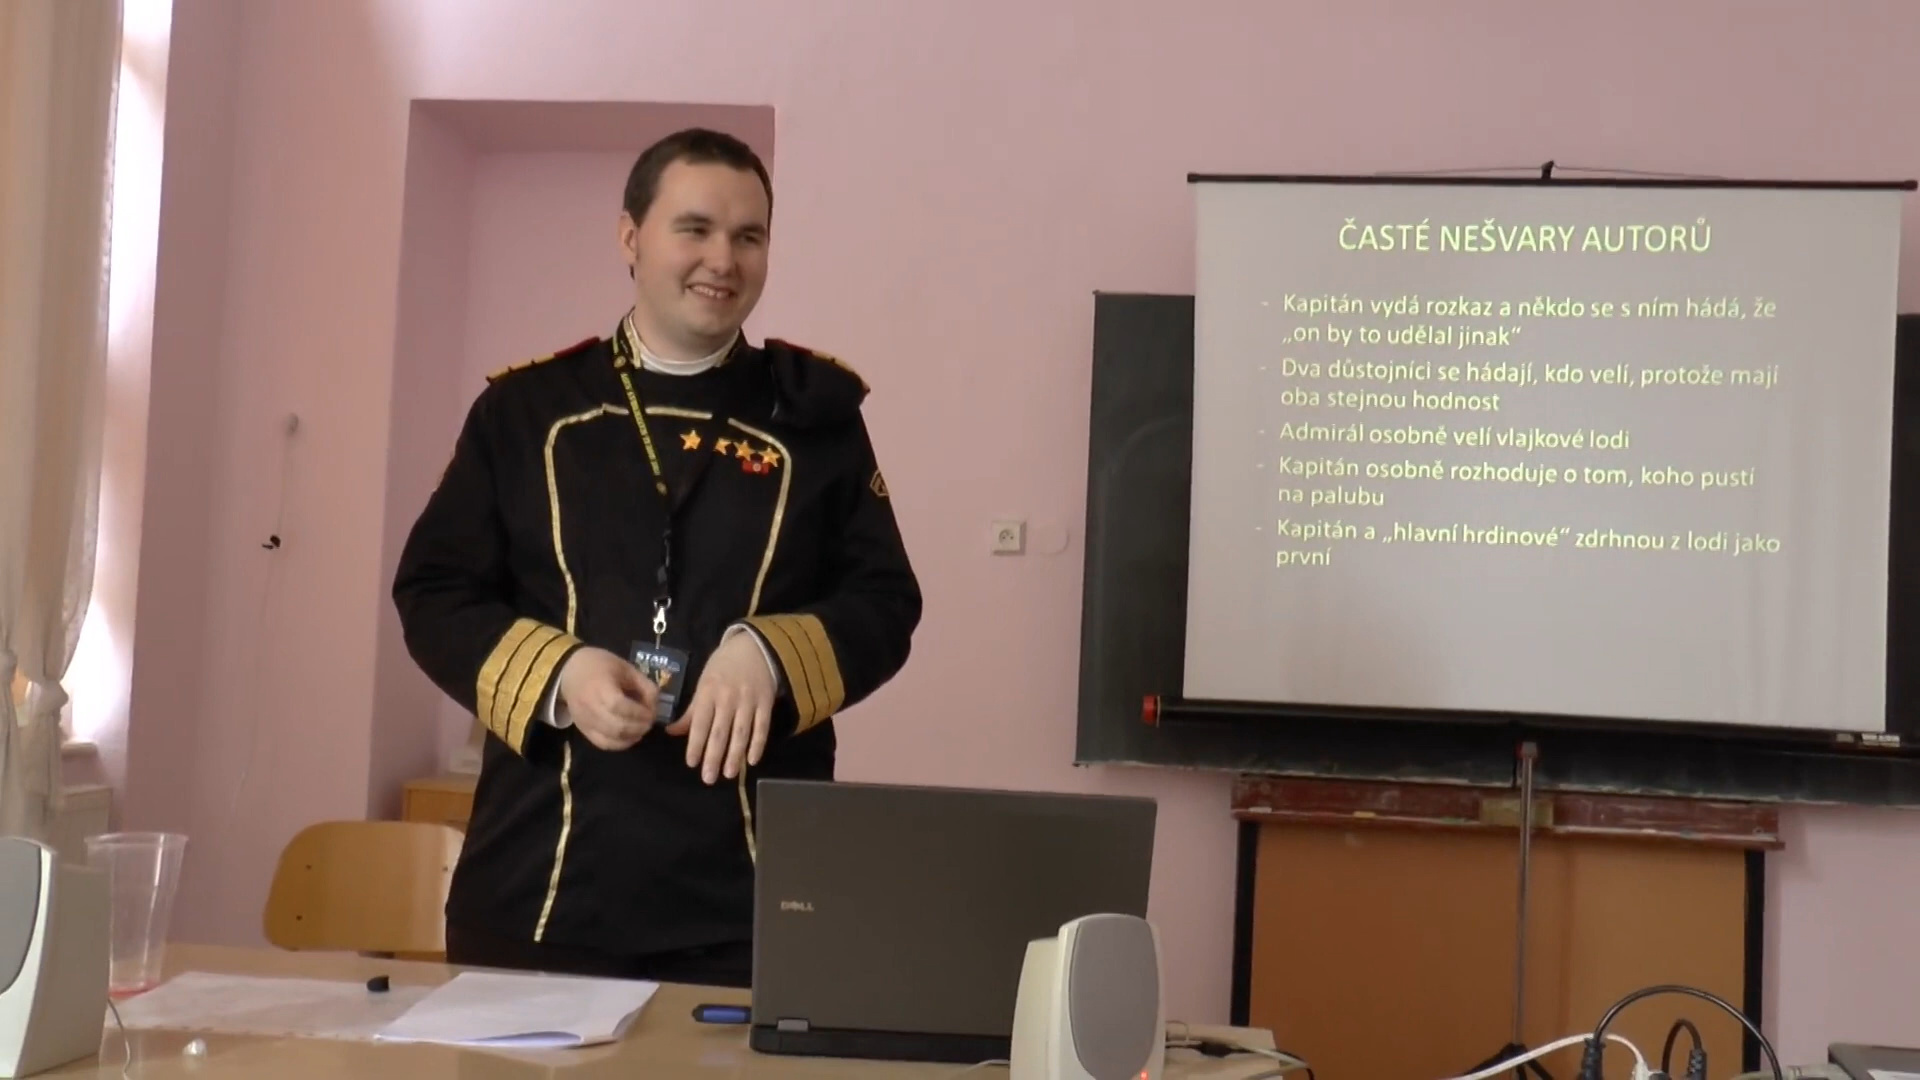 ČASTÉ NEŠVARY AUTORŮ
- Kapitán vydá rozkaz a někdo se s ním hádá, že
„on by to udělal jinak“
- Dva důstojníci se hádají, kdo velí, protože mají
oba stejnou hodnost
- Admirál osobně velí vlajkové lodi
- Kapitán osobně rozhoduje o tom, koho pustí
na palubu
- Kapitán a „hlavní hrdinové“ zdrhnou z lodi jako
první
STAR
DELL